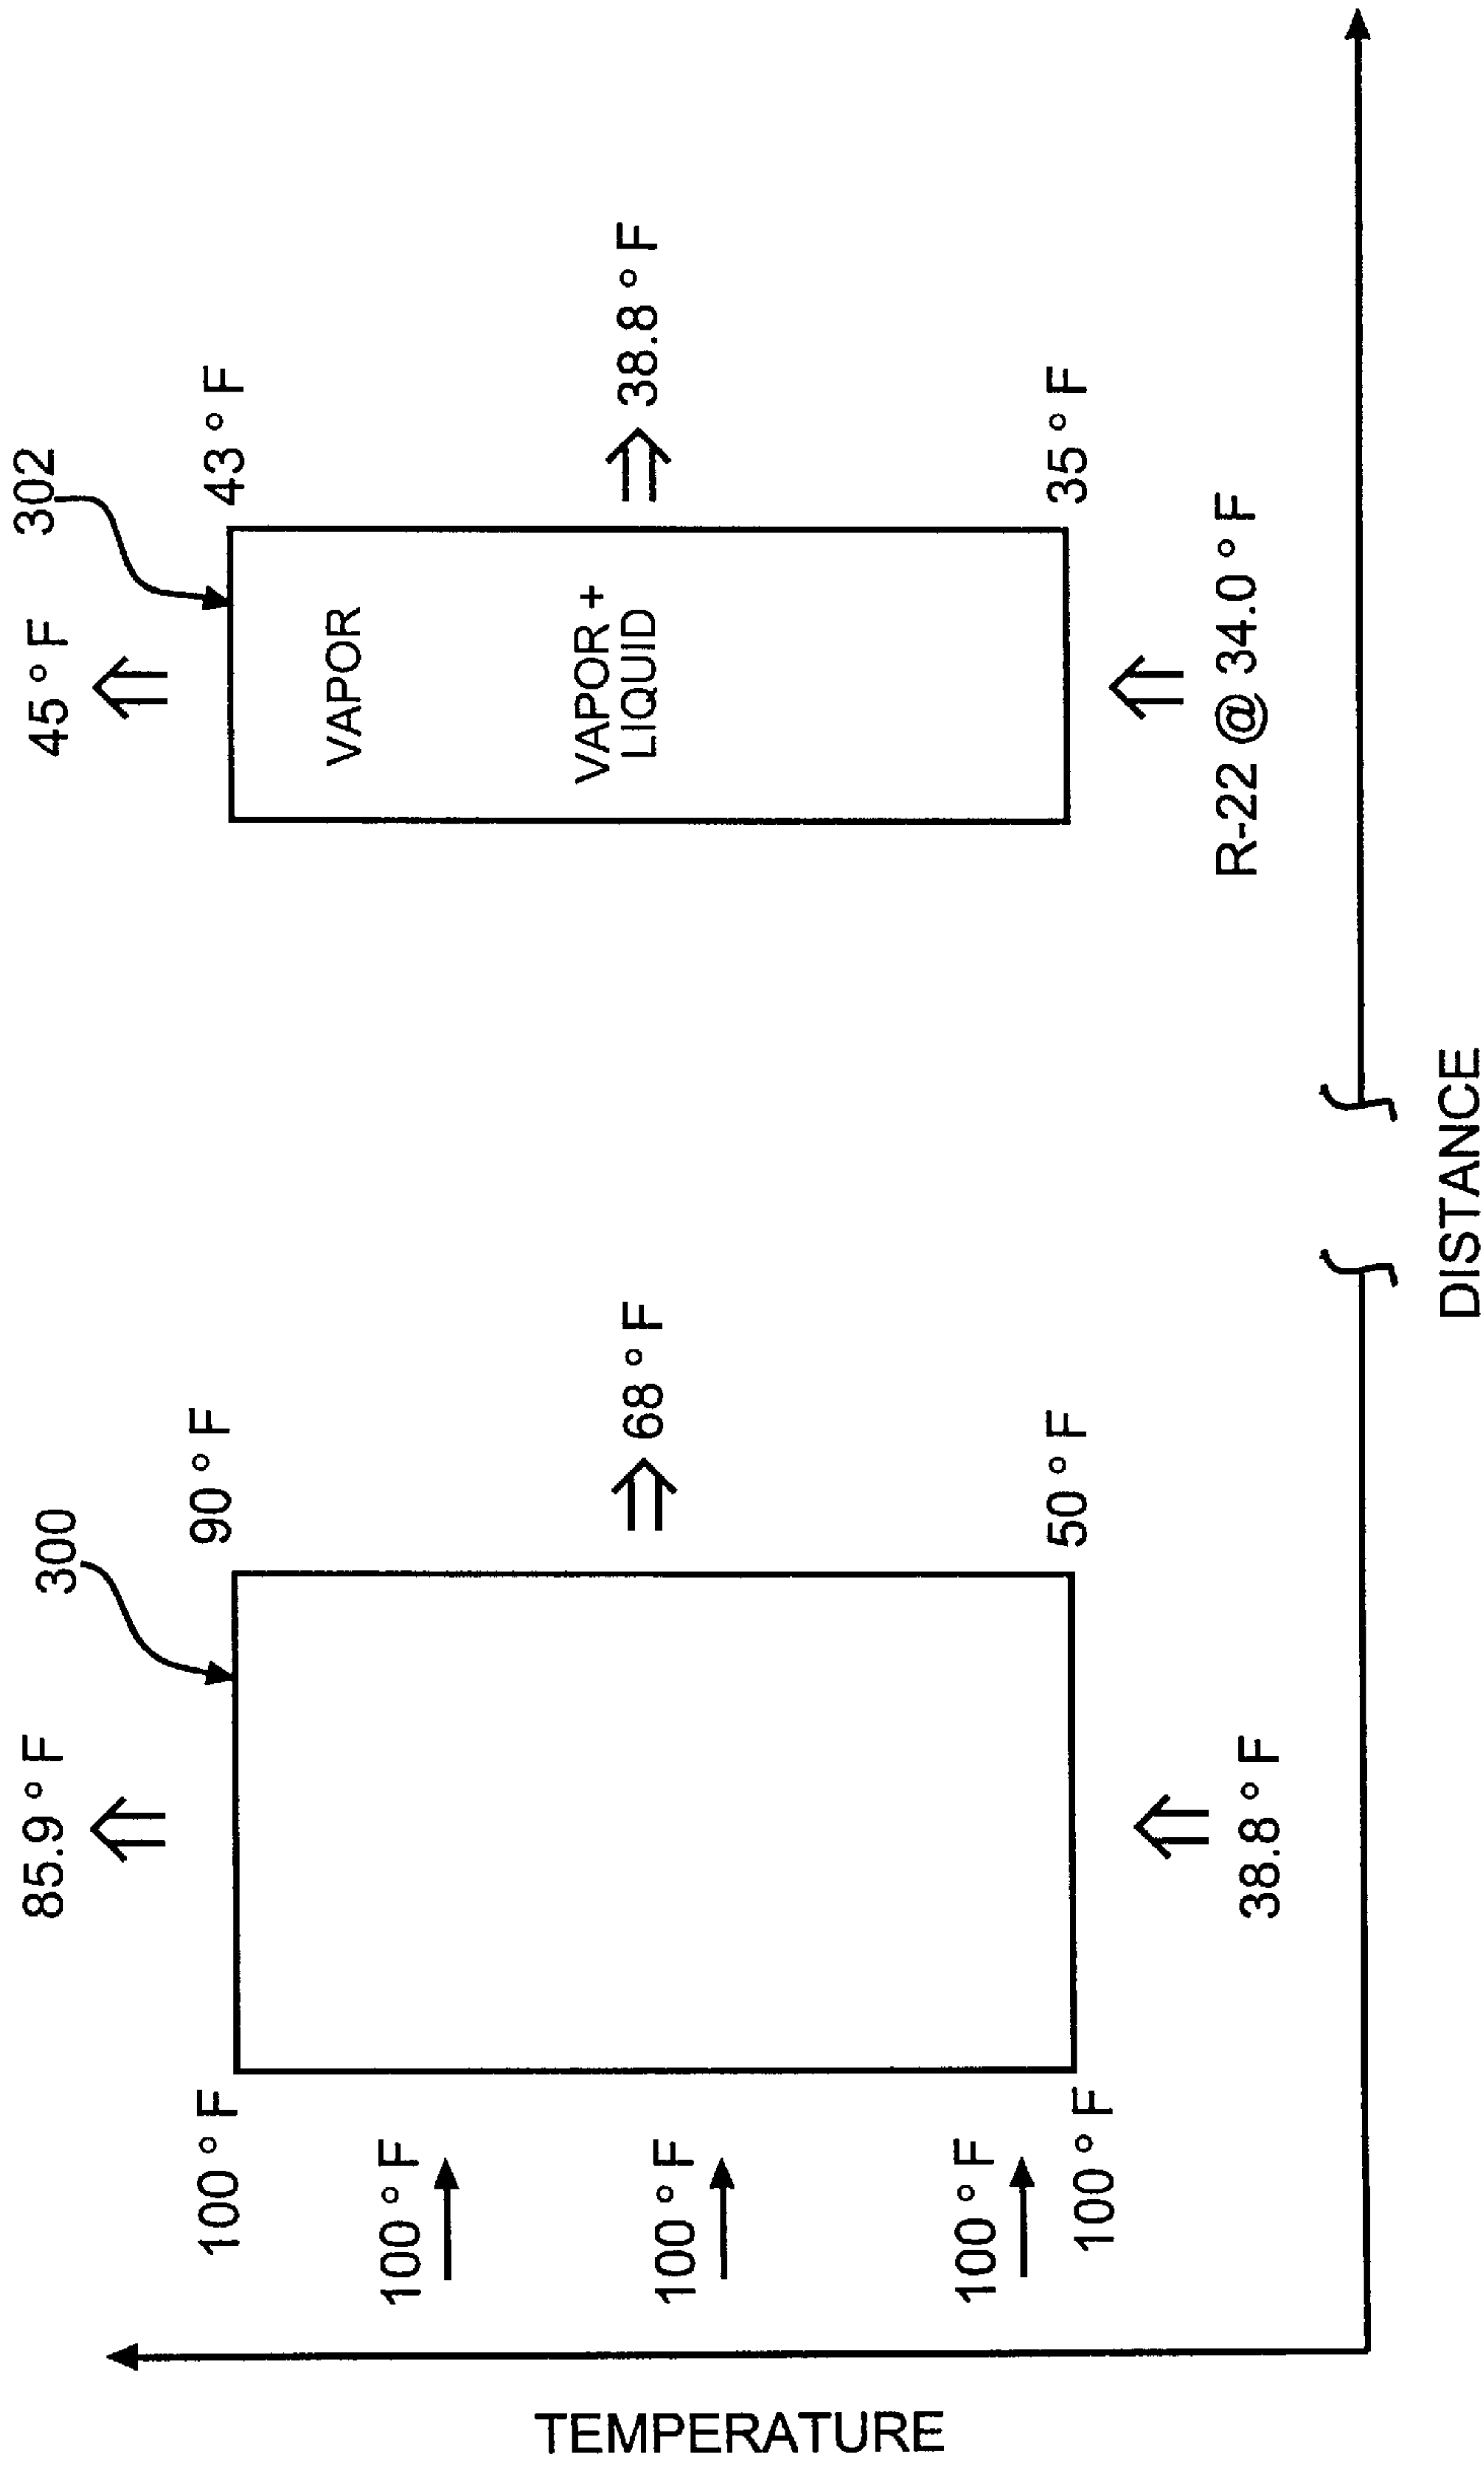 TEMPERATURE
100 ° F
100 ° F
100 ° F
100 ° F
100 ° F
300
85.9 ° F
90 ° F
68 ° F
50 ° F
38.8 ° F
302
45 ° F
43 ° F
VAPOR
VAPOR +
LIQUID
38.8 ° F
35 ° F
R-22 @ 34.0 ° F
DISTANCE